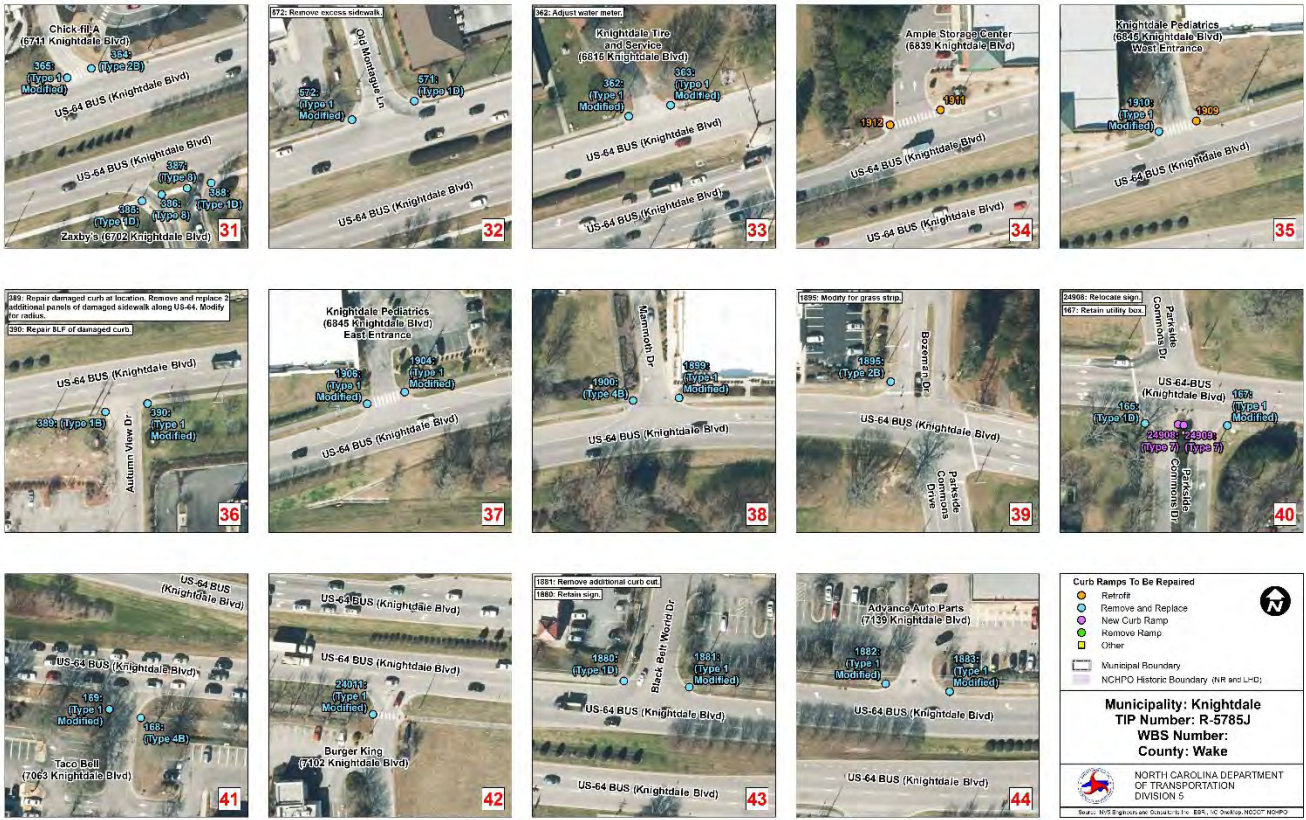 Chick-fil-A
(6711 Knightdale Blvd)
364:
(Type 2B)
365:
(Type 1
Modified)
US-64 BUS (Knightdale Blvd)
US-64 BUS (Knightdale Blvd)
387:
(Type 8)
388:
(Type 1D)
385:
(Type 1D)
386:
(Type 8)
Zaxby's (6702 Knightdale Blvd)
31
572: Remove excess sidewalk.
Old Montague Ln
571:
(Type 1D)
572:
(Type 1
Modified)
US-64 BUS (Knightdale Blvd)
US-64 BUS (Knightdale Blvd)
32
362: Adjust water meter.
Knightdale Tire
and Service
(6815 Knightdale Blvd)
362:
(Type 1
Modified)
363:
(Type 1
Modified)
US-64 BUS (Knightdale Blvd)
US-64 BUS (Knightdale Blvd)
33
Ample Storage Center
(6839 Knightdale Blvd)
1911
1912
US-64 BUS (Knightdale Blvd)
US-64 BUS (Knightdale Blvd)
34
Knightdale Pediatrics
(6845 Knightdale Blvd)
West Entrance
1910:
(Type 1
Modified)
1909
US-64 BUS (Knightdale Blvd)
35
389: Repair damaged curb at location. Remove and replace 2
additional panels of damaged sidewalk along US-64. Modify
for radius.
390: Repair 8LF of damaged curb.
US-64 BUS (Knightdale Blvd)
389: (Type 1B)
390:
(Type 1
Modified)
Autumn View Dr
36
Knightdale Pediatrics
(6845 Knightdale Blvd)
East Entrance
1904:
(Type 1
Modified)
1906:
(Type 1
Modified)
US-64 BUS (Knightdale Blvd)
37
Mammoth Dr
1900:
(Type 4B)
1899:
(Type 1
Modified)
US-64 BUS (Knightdale Blvd)
38
1895: Modify for grass strip.
1895:
(Type 2B)
Bozeman Dr
US-64 BUS (Knightdale Blvd)
Parkside
Commons
Drive
39
24908: Relocate sign.
167: Retain utility box.
Parkside
Commons Dr
US-64 BUS
(Knightdale Blvd)
166:
(Type 1D)
167:
(Type 1
Modified)
24908:
(Type 7)
24909:
(Type 7)
Parkside
Commons Dr
40
US-64 BUS
(Knightdale Blvd)
US-64 BUS (Knightdale Blvd)
169:
(Type 1
Modified)
168:
(Type 4B)
Taco Bell
(7063 Knightdale Blvd)
41
US-64 BUS (Knightdale Blvd)
US-64 BUS (Knightdale Blvd)
24011:
(Type 1
Modified)
Burger King
(7102 Knightdale Blvd)
42
1881: Remove additional curb cut.
1880: Retain sign.
Black Belt World Dr
1880:
(Type 1D)
1881:
(Type 1
Modified)
US-64 BUS (Knightdale Blvd)
US-64 BUS (Knightdale Blvd)
43
Advance Auto Parts
(7139 Knightdale Blvd)
1882:
(Type 1
Modified)
1883:
(Type 1
Modified)
US-64 BUS (Knightdale Blvd)
US-64 BUS (Knightdale Blvd)
44
Curb Ramps To Be Repaired
Retrofit
Remove and Replace
New Curb Ramp
Remove Ramp
Other
Municipal Boundary
NCHPO Historic Boundary (NR and LHD)
N
Municipality: Knightdale
TIP Number: R-5785J
WBS Number:
County: Wake
NORTH CAROLINA DEPARTMENT
OF TRANSPORTATION
DIVISION 5
Source: NV5 Engineers and Consultants Inc, ESRI, NC OneMap, NCDOT, NCHPO